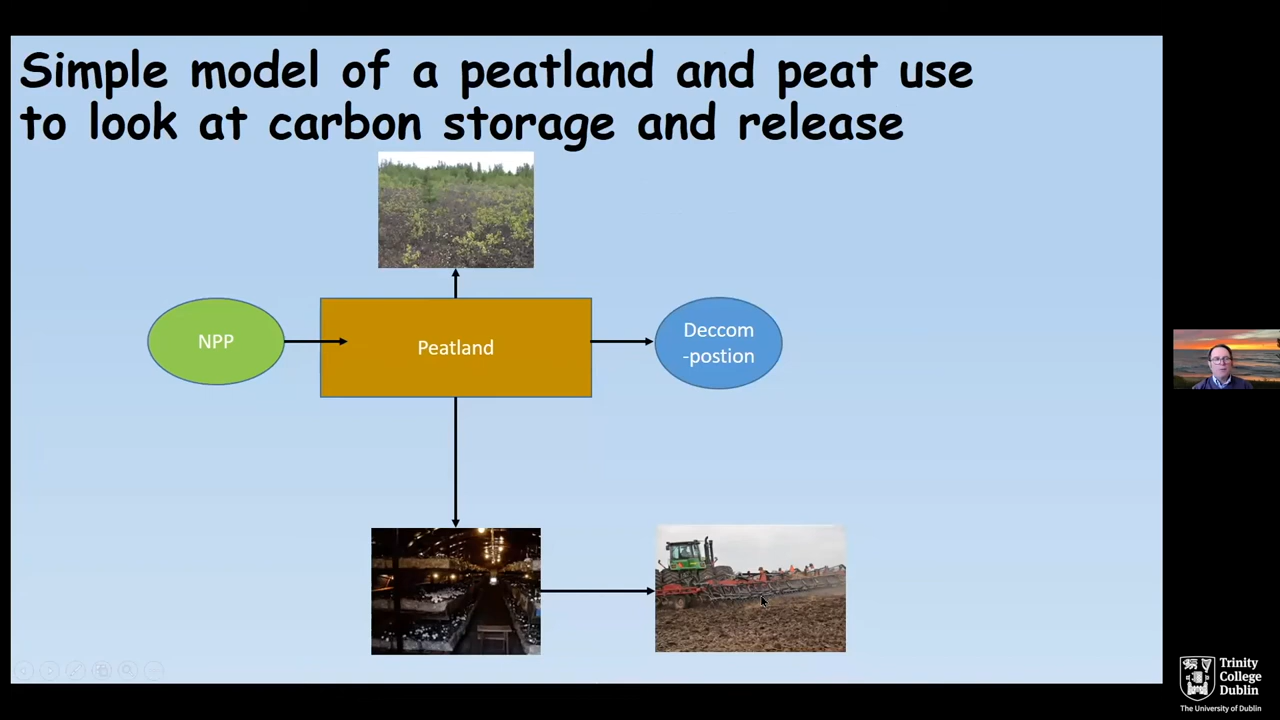 Simple model of a peatland and peat use
to look at carbon storage and release
NPP
Peatland
Deccom
-postion
Trinity
College
Dublin
The University of Dublin